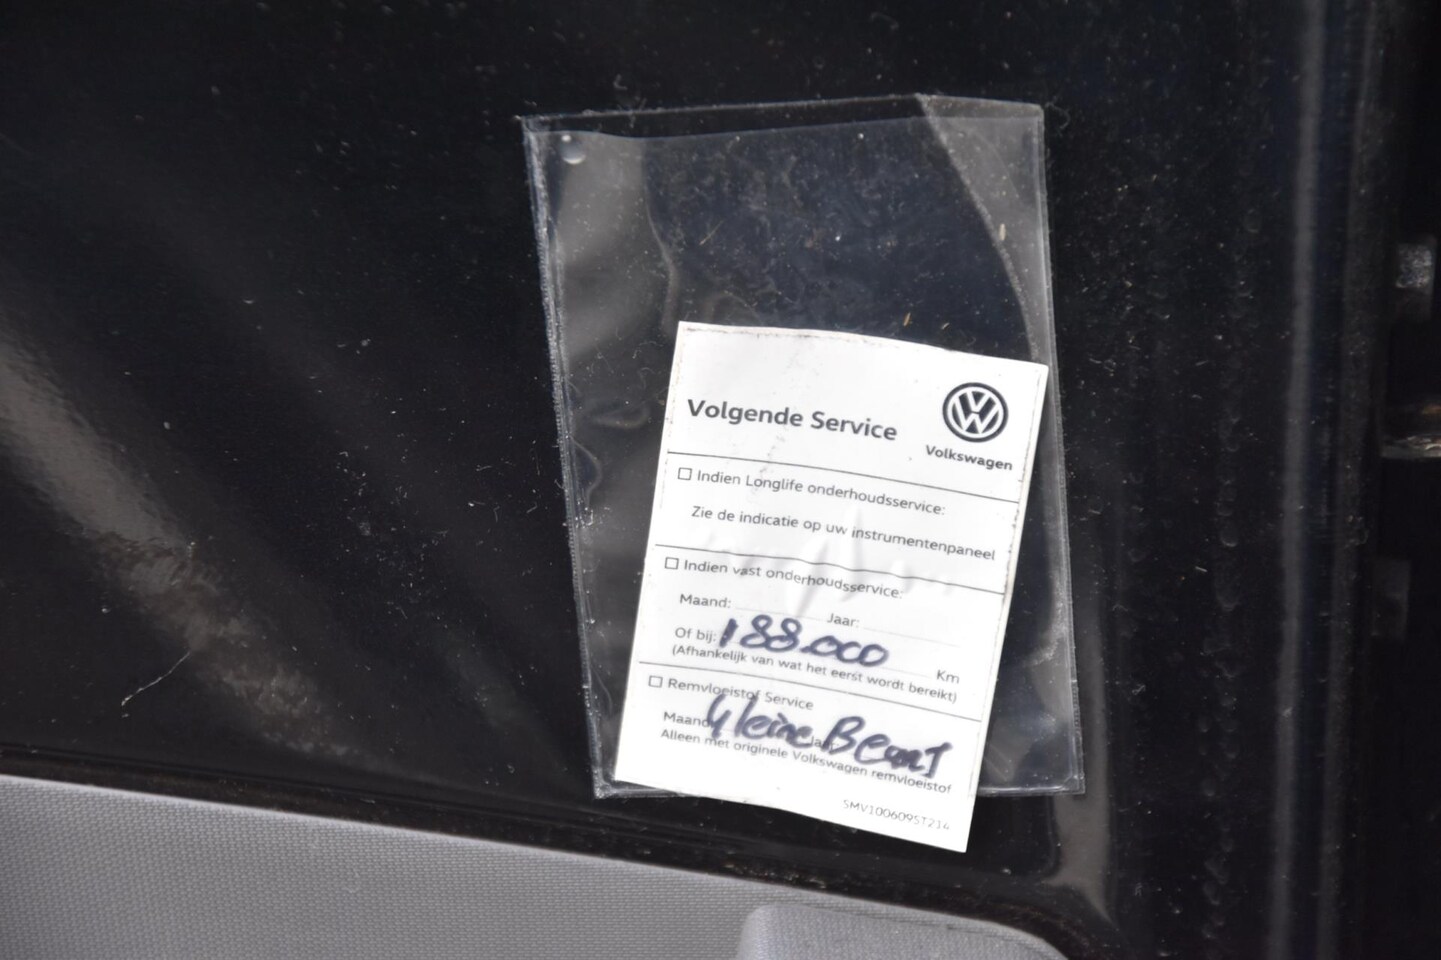 Volgende Service
Volkswagen
Indien Longlife onderhoudsservice:
Zie de indicatie op uw instrumentenpaneel
Indien vast onderhoudsservice:
Maand: Jaar:
Of bij: 188.000 Km
(Afhankelijk van wat het eerst wordt bereikt)
Remvloeistof Service
Maand: Jaar:
kleine Beurt
Alleen met originele Volkswagen remvloeistof
SMV1006095T214